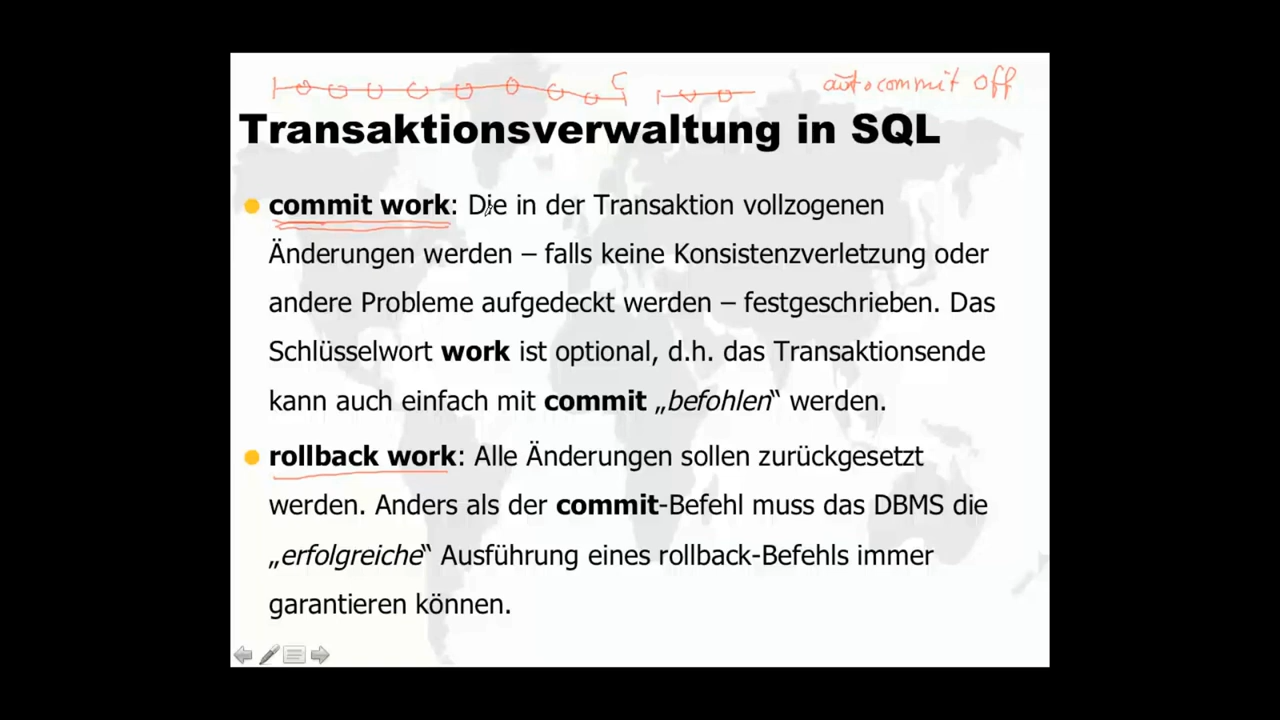 C autocommit off
Transaktionsverwaltung in SQL
commit work: Die in der Transaktion vollzogenen
Änderungen werden – falls keine Konsistenzverletzung oder
andere Probleme aufgedeckt werden – festgeschrieben. Das
Schlüsselwort work ist optional, d.h. das Transaktionsende
kann auch einfach mit commit „befohlen“ werden.
rollback work: Alle Änderungen sollen zurückgesetzt
werden. Anders als der commit-Befehl muss das DBMS die
„erfolgreiche“ Ausführung eines rollback-Befehls immer
garantieren können.